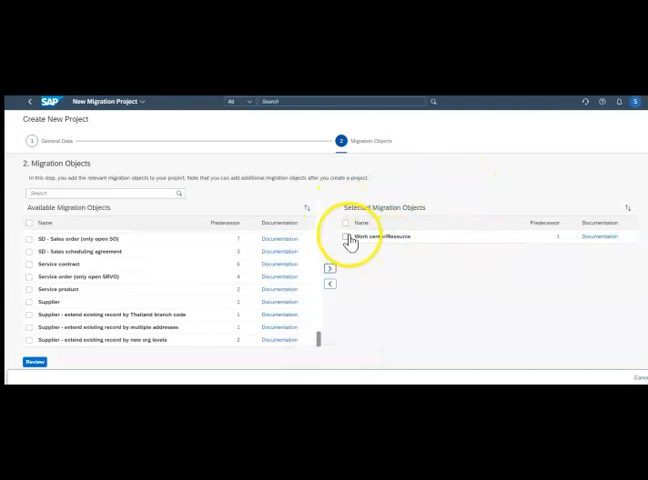 SAP New Migration Project All Search S
Create New Project
1 General Data 2 Migration Objects
2. Migration Objects
In this step, you add the relevant migration objects to your project. Note that you can add additional migration objects after you create a project.
Search
Available Migration Objects
Name Predecessor Documentation
SD - Sales order (only open SO) 7 Documentation
SD - Sales scheduling agreement 3 Documentation
Service contract 6 Documentation
Service order (only open SRVO) 4 Documentation
Service product 2 Documentation
Supplier 1 Documentation
Supplier - extend existing record by Thailand branch code 1 Documentation
Supplier - extend existing record by multiple addresses 1 Documentation
Supplier - extend existing record by new org levels 2 Documentation
Selected Migration Objects
Name Predecessor Documentation
Work center/Resource 1 Documentation
Review
Cance